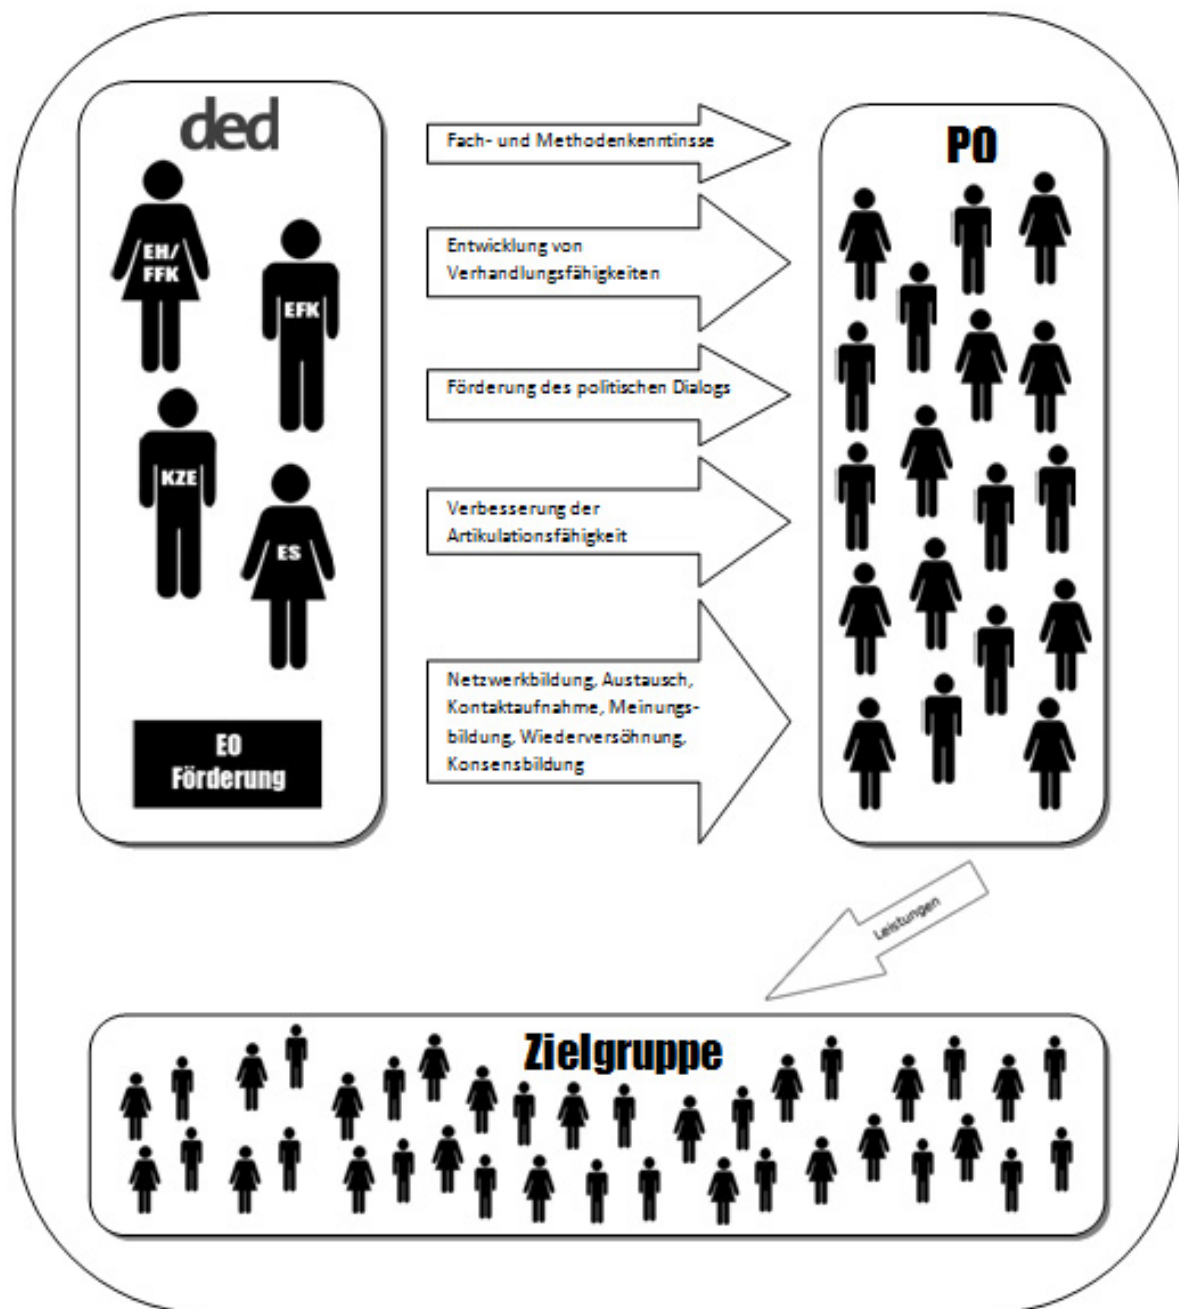 ded
EH/
FFK
EFK
KZE
ES
EO
Förderung
Fach- und Methodenkenntinsse
Entwicklung von
Verhandlungsfähigkeiten
Förderung des politischen Dialogs
Verbesserung der
Artikulationsfähigkeit
Netzwerkbildung, Austausch,
Kontaktaufnahme, Meinungs-
bildung, Wiederversöhnung,
Konsensbildung
PO
Leistungen
Zielgruppe